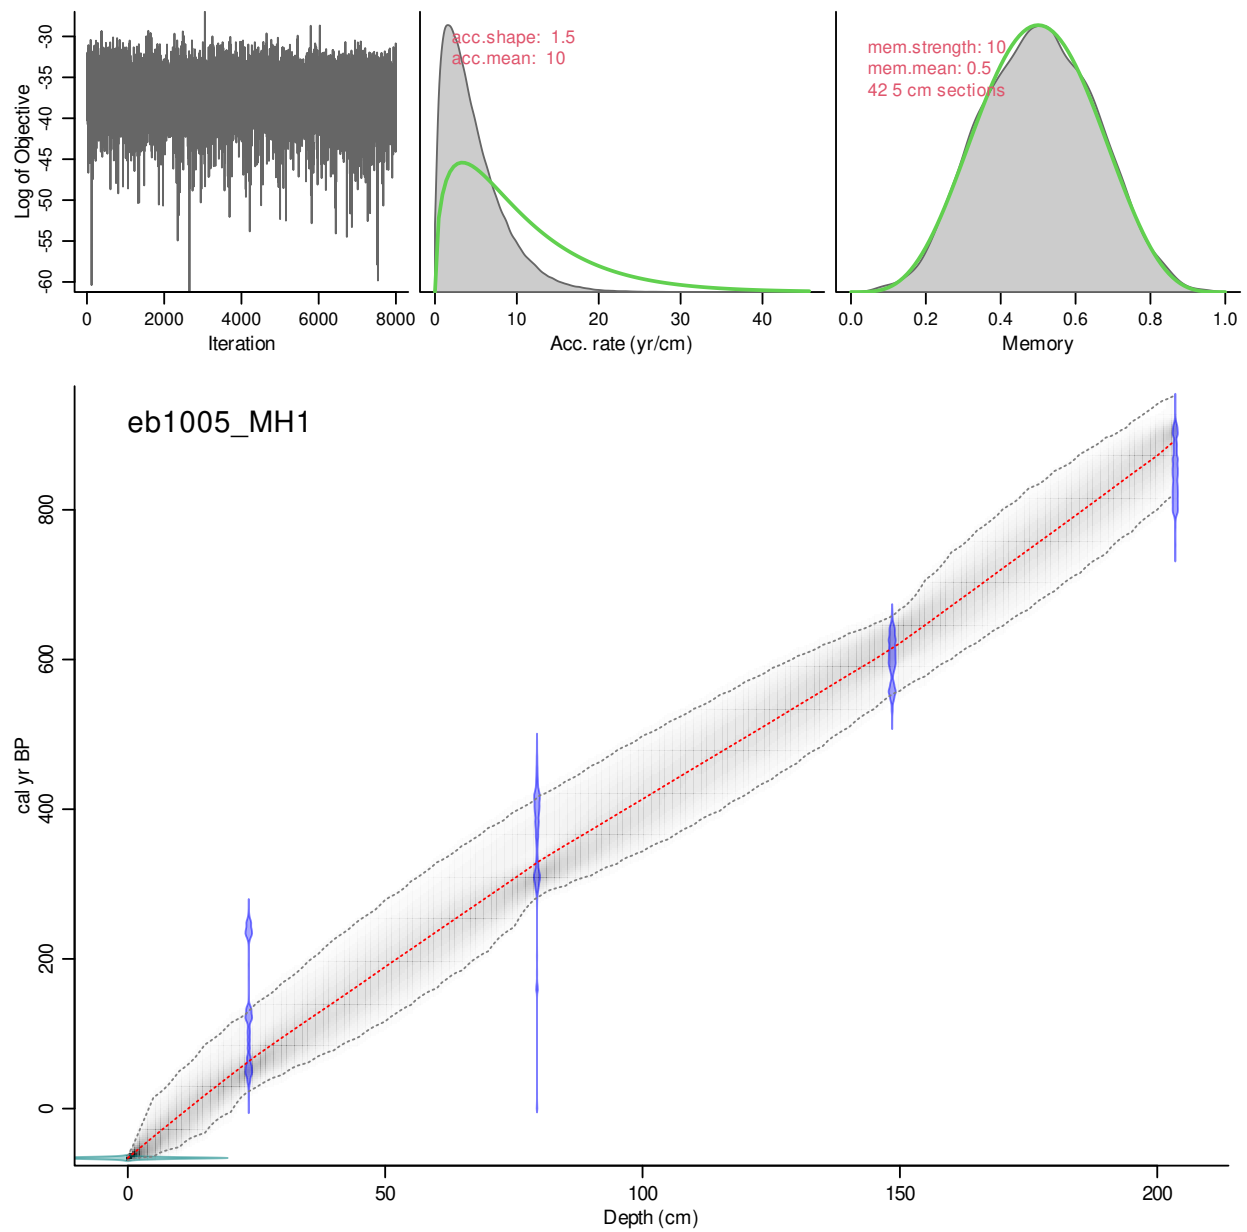 Log of Objective
-30
-35
-40
-45
-50
-55
-60
0 2000 4000 6000 8000
Iteration
acc.shape: 1.5
acc.mean: 10
0 10 20 30 40
Acc. rate (yr/cm)
mem.strength: 10
mem.mean: 0.5
42 5 cm sections
0.0 0.2 0.4 0.6 0.8 1.0
Memory
eb1005_MH1
cal yr BP
800
600
400
200
0
0 50 100 150 200
Depth (cm)